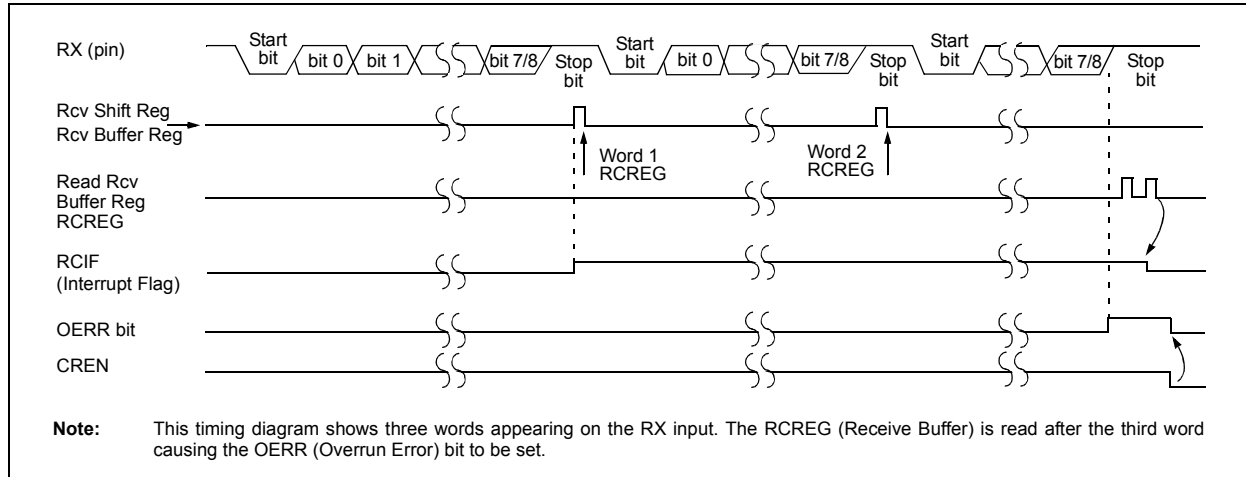 RX (pin)
Start
bit
bit 0
bit 1
bit 7/8
Stop
bit
Start
bit
bit 0
bit 7/8
Stop
bit
Start
bit
bit 7/8
Stop
bit
Rcv Shift Reg
Rcv Buffer Reg
Word 1
RCREG
Word 2
RCREG
Read Rcv
Buffer Reg
RCREG
RCIF
(Interrupt Flag)
OERR bit
CREN
Note: This timing diagram shows three words appearing on the RX input. The RCREG (Receive Buffer) is read after the third word
causing the OERR (Overrun Error) bit to be set.